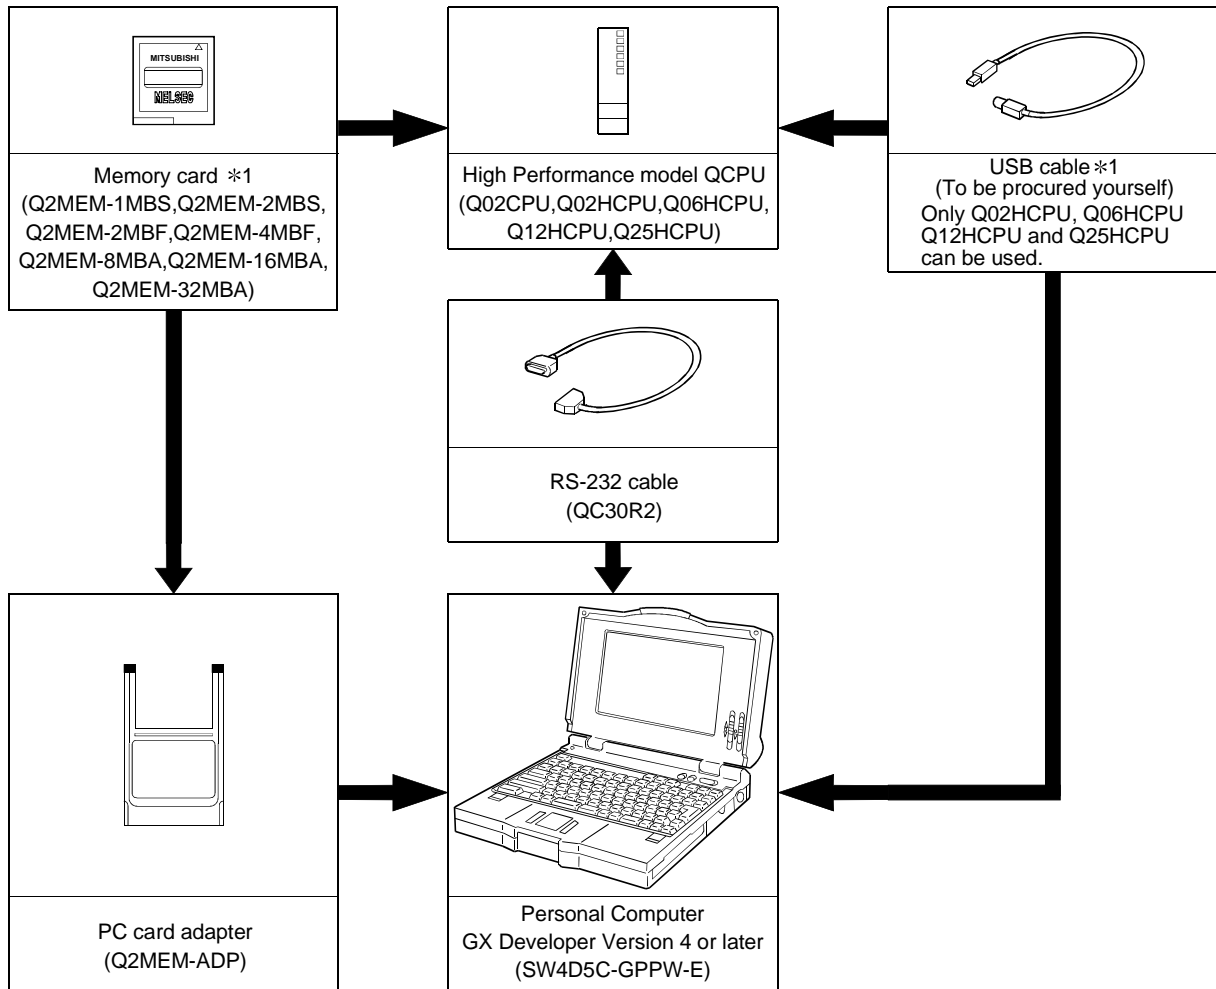 MITSUBISHI
MELSEC
Memory card *1
(Q2MEM-1MBS,Q2MEM-2MBS,
Q2MEM-2MBF,Q2MEM-4MBF,
Q2MEM-8MBA,Q2MEM-16MBA,
Q2MEM-32MBA)
High Performance model QCPU
(Q02CPU,Q02HCPU,Q06HCPU,
Q12HCPU,Q25HCPU)
USB cable*1
(To be procured yourself)
Only Q02HCPU, Q06HCPU
Q12HCPU and Q25HCPU
can be used.
RS-232 cable
(QC30R2)
PC card adapter
(Q2MEM-ADP)
Personal Computer
GX Developer Version 4 or later
(SW4D5C-GPPW-E)